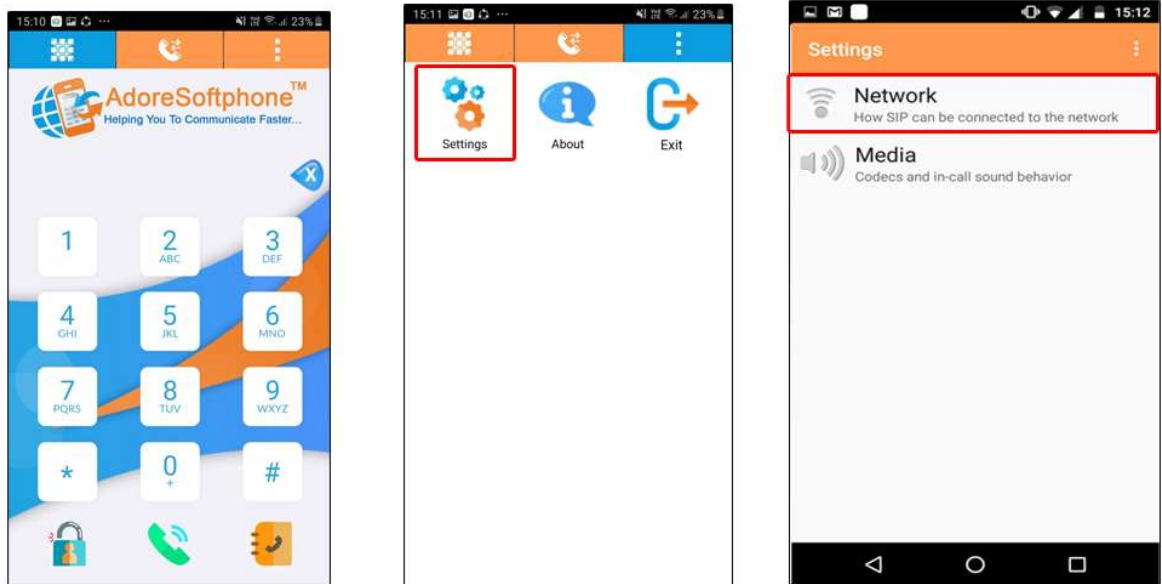 15:10
23%
AdoreSoftphone™
Helping You To Communicate Faster...
X
1
2
ABC
3
DEF
4
GHI
5
JKL
6
MNO
7
PQRS
8
TUV
9
WXYZ
*
0
+
#
15:11
23%
Settings
About
Exit
15:12
Settings
Network
How SIP can be connected to the network
Media
Codecs and in-call sound behavior